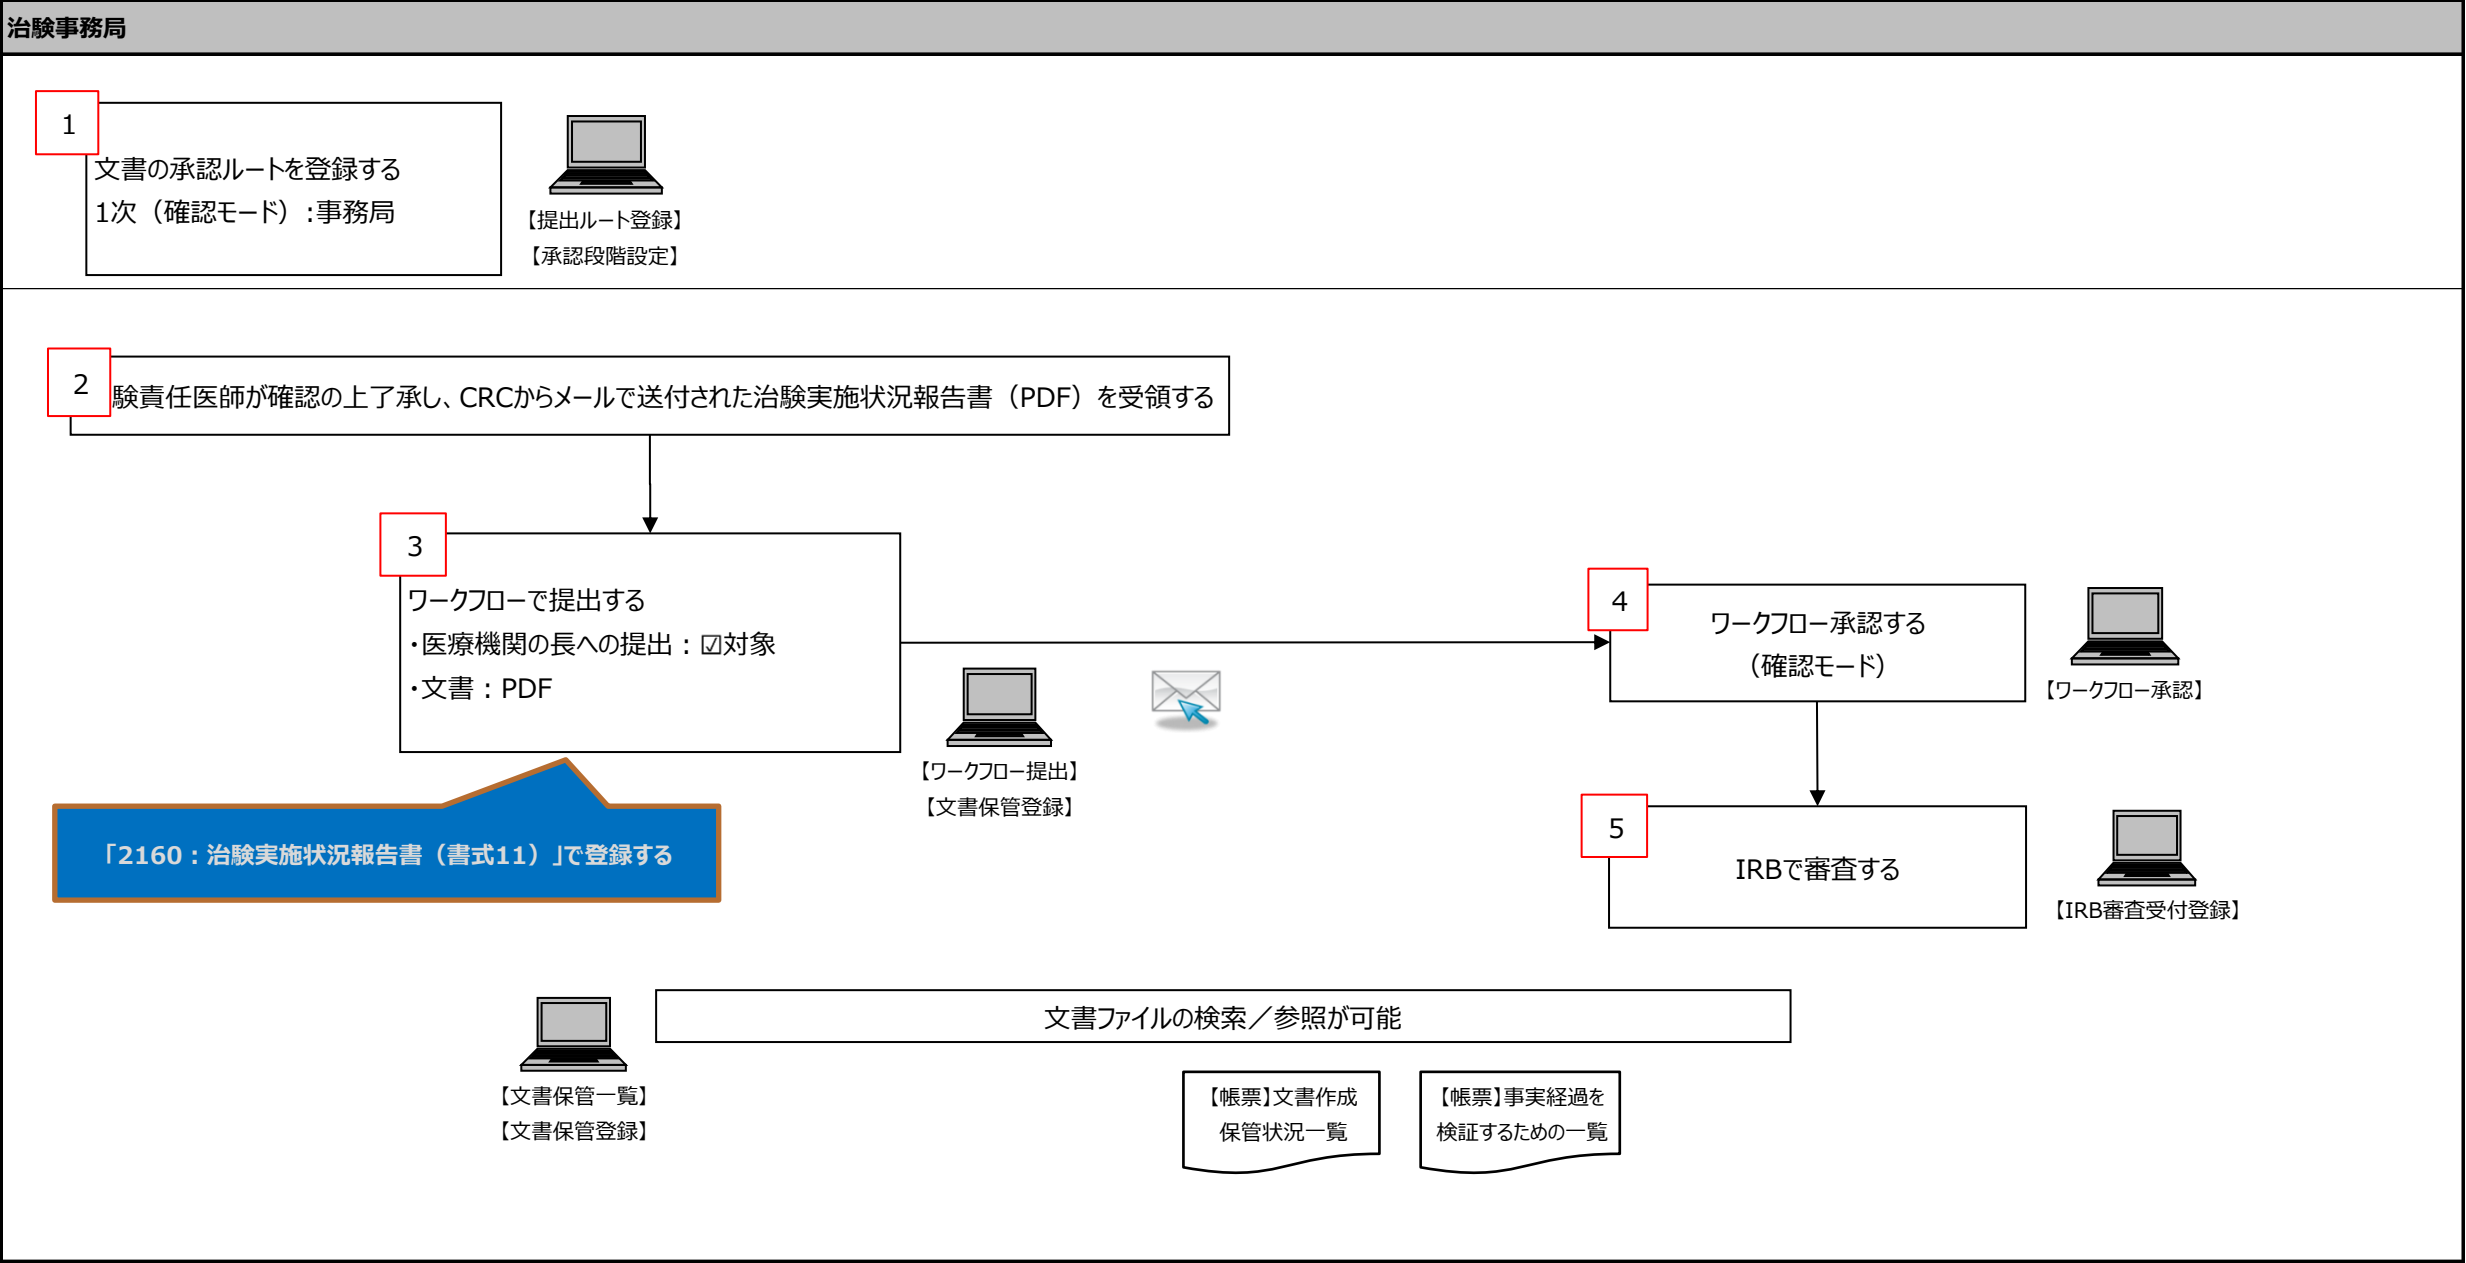 治験事務局
1
文書の承認ルートを登録する
1次（確認モード）：事務局
【提出ルート登録】
【承認段階設定】
2
験責任医師が確認の上了承し、CRCからメールで送付された治験実施状況報告書（PDF）を受領する
3
ワークフローで提出する
・医療機関の長への提出：☑対象
・文書：PDF
【ワークフロー提出】
【文書保管登録】
「2160：治験実施状況報告書（書式11）」で登録する
4
ワークフロー承認する
（確認モード）
【ワークフロー承認】
5
IRBで審査する
【IRB審査受付登録】
文書ファイルの検索／参照が可能
【文書保管一覧】
【文書保管登録】
【帳票】文書作成
保管状況一覧
【帳票】事実経過を
検証するための一覧